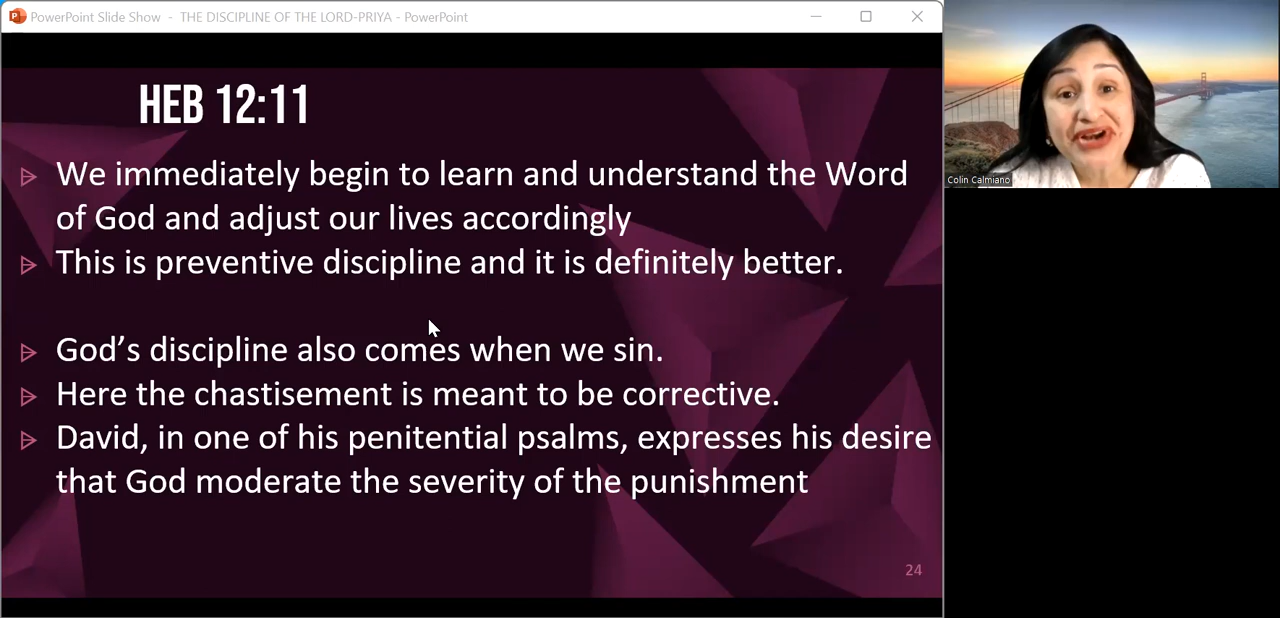 PowerPoint Slide Show - THE DISCIPLINE OF THE LORD-PRIYA - PowerPoint
HEB 12:11
We immediately begin to learn and understand the Word
of God and adjust our lives accordingly
This is preventive discipline and it is definitely better.
God’s discipline also comes when we sin.
Here the chastisement is meant to be corrective.
David, in one of his penitential psalms, expresses his desire
that God moderate the severity of the punishment
24
Colin Calmiano